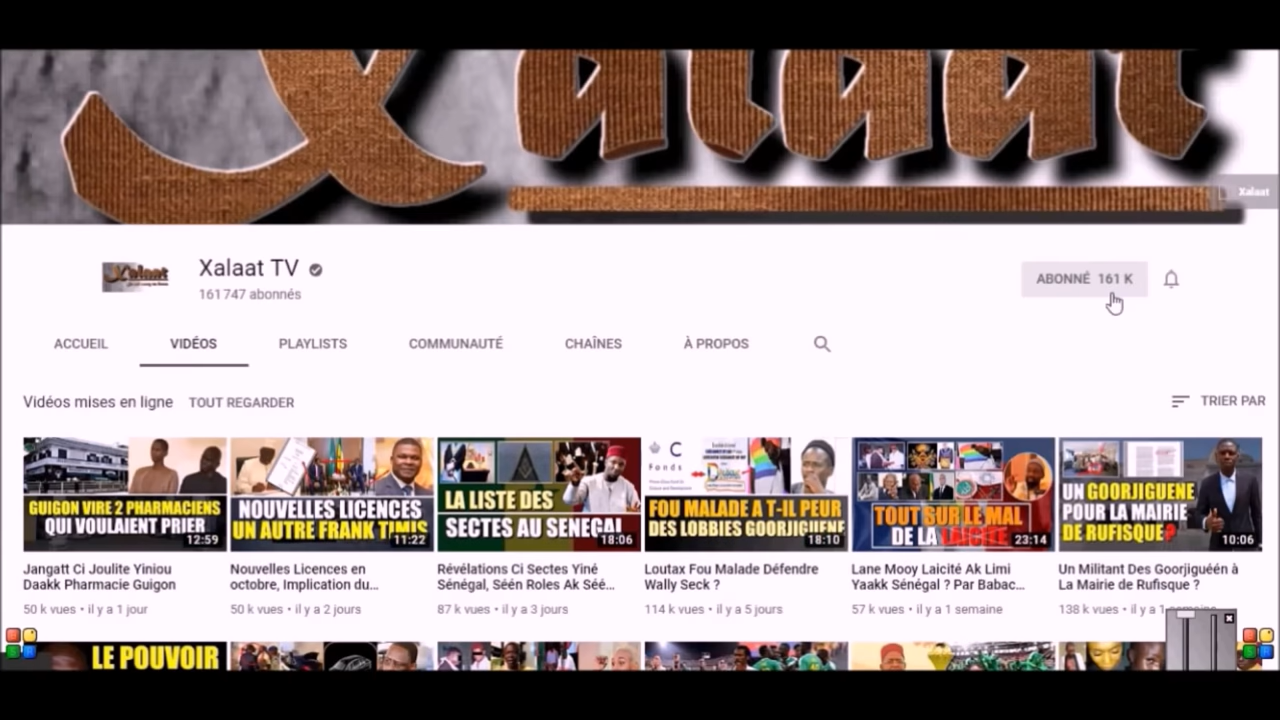 Xalaat
Xalaat
Xalaat TV
161 747 abonnés
ABONNÉ 161 K
ACCUEIL VIDÉOS PLAYLISTS COMMUNAUTÉ CHAÎNES À PROPOS
Vidéos mises en ligne TOUT REGARDER
TRIER PAR
GUIGON VIRE 2 PHARMACIENS
QUI VOULAIENT PRIER
12:59
Jangatt Ci Joulite Yiniou
Daakk Pharmacie Guigon
50 k vues • il y a 1 jour
NOUVELLES LICENCES
UN AUTRE FRANK TIMIS
11:22
Nouvelles Licences en
octobre, Implication du...
50 k vues • il y a 2 jours
LA LISTE DES
SECTES AU SENEGAL
18:06
Révélations Ci Sectes Yiné
Sénégal, Séén Roles Ak Séé...
87 k vues • il y a 3 jours
C
Fonds
FOU MALADE A T-IL PEUR
DES LOBBIES GOORJIGUENE
18:10
Loutax Fou Malade Défendre
Wally Seck ?
114 k vues • il y a 5 jours
TOUT SUR LE MAL
DE LA LAICITE
23:14
Lane Mooy Laicité Ak Limi
Yaakk Sénégal ? Par Babac...
57 k vues • il y a 1 semaine
UN GOORJIGUENE
POUR LA MAIRIE
DE RUFISQUE?
10:06
Un Militant Des Goorjiguéén à
La Mairie de Rufisque ?
138 k vues • il y a 1 semaine
LE POUVOIR